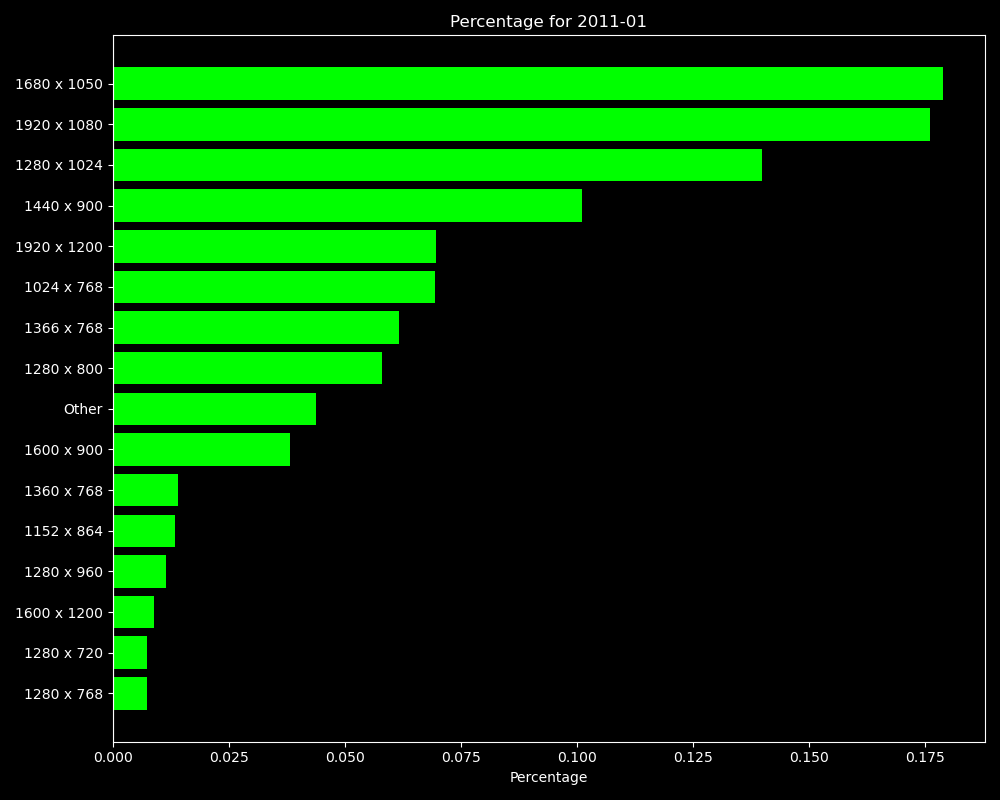 Percentage for 2011-01
1680 x 1050
1920 x 1080
1280 x 1024
1440 x 900
1920 x 1200
1024 x 768
1366 x 768
1280 x 800
Other
1600 x 900
1360 x 768
1152 x 864
1280 x 960
1600 x 1200
1280 x 720
1280 x 768
0.000 0.025 0.050 0.075 0.100 0.125 0.150 0.175
Percentage